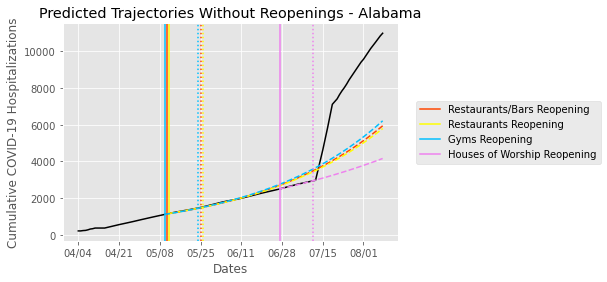 Predicted Trajectories Without Reopenings - Alabama
Cumulative COVID-19 Hospitalizations
10000
8000
6000
4000
2000
0
04/04 04/21 05/08 05/25 06/11 06/28 07/15 08/01
Dates
Restaurants/Bars Reopening
Restaurants Reopening
Gyms Reopening
Houses of Worship Reopening